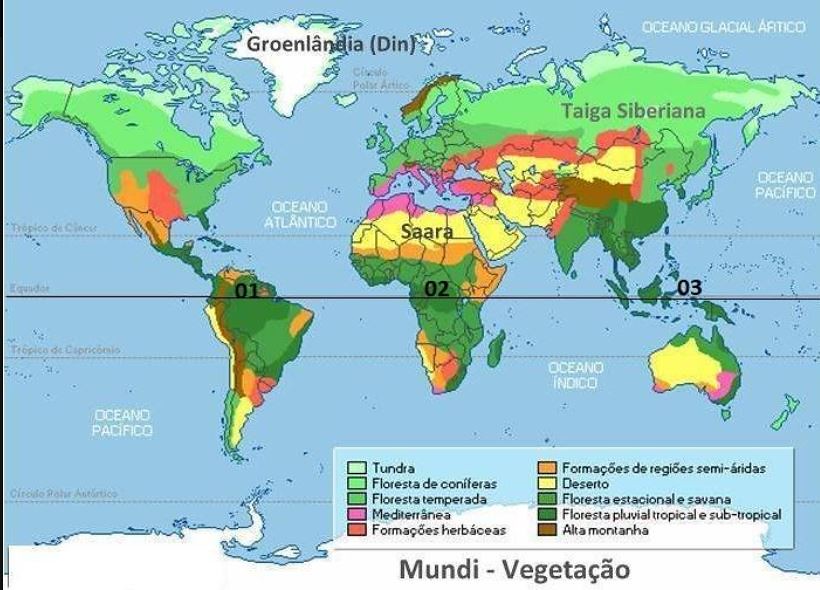 OCEANO GLACIAL ÁRTICO
Groenlândia (Din)
Círculo
Polar Ártico
Taiga Siberiana
OCEANO
PACÍFICO
OCEANO
ATLÂNTICO
Trópico de Câncer
Saara
Equador
01
02
03
Trópico de Capricórnio
OCEANO
ÍNDICO
OCEANO
PACÍFICO
Círculo Polar Antártico
Tundra
Floresta de coníferas
Floresta temperada
Mediterrânea
Formações herbáceas
Formações de regiões semi-áridas
Deserto
Floresta estacional e savana
Floresta pluvial tropical e sub-tropical
Alta montanha
Mundi - Vegetação